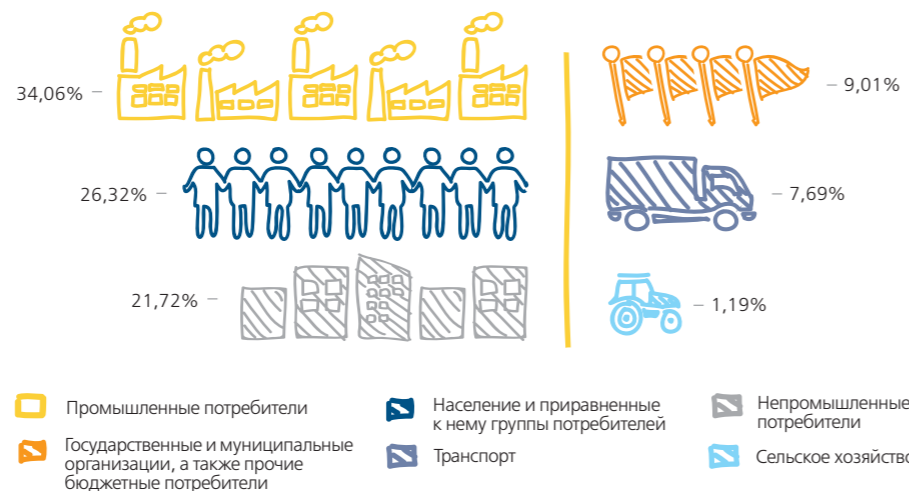 34,06%
9,01%
26,32%
7,69%
21,72%
1,19%
Промышленные потребители
Государственные и муниципальные
организации, а также прочие
бюджетные потребители
Население и приравненные
к нему группы потребителей
Транспорт
Непромышленные
потребители
Сельское хозяйство